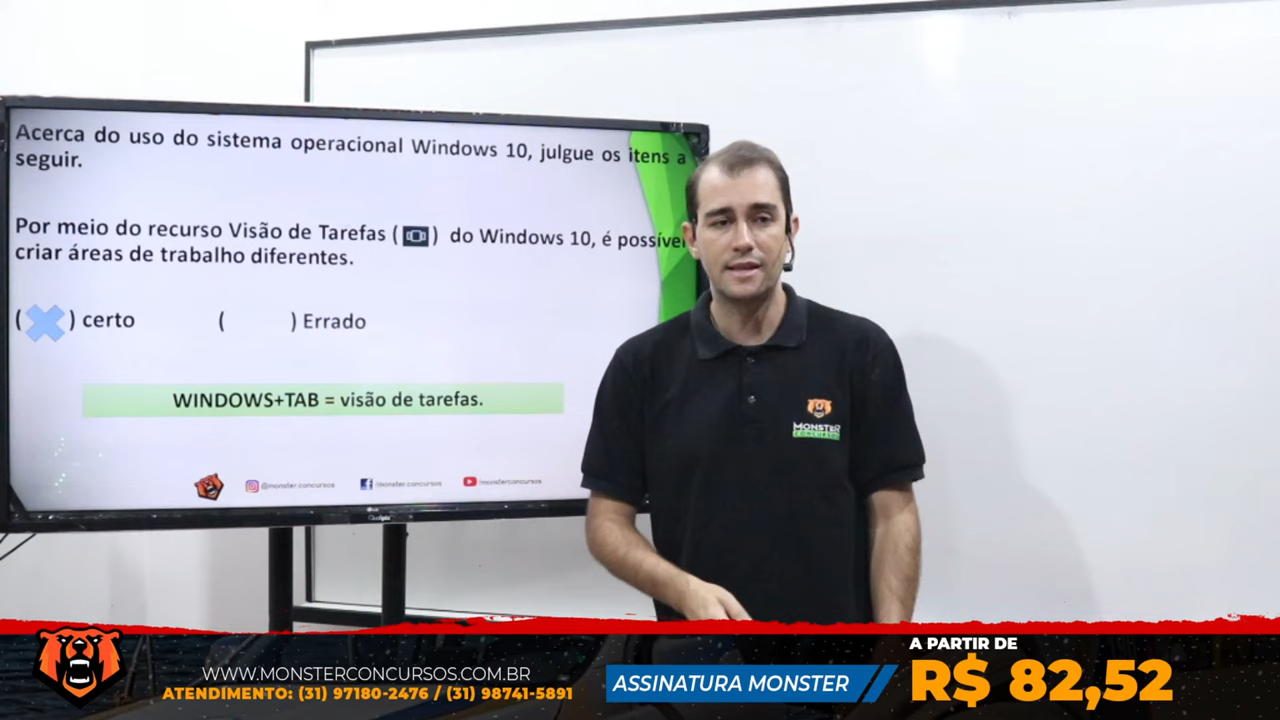 Acerca do uso do sistema operacional Windows 10, julgue os itens a
seguir.
Por meio do recurso Visão de Tarefas ( ) do Windows 10, é possível
criar áreas de trabalho diferentes.
( ) certo ( ) Errado
WINDOWS+TAB = visão de tarefas.
@monster.concursos /monster.concursos /monsterconcursos
LG
MONSTER
CONCURSOS
WWW.MONSTERCONCURSOS.COM.BR
ATENDIMENTO: (31) 97180-2476 / (31) 98741-5891
ASSINATURA MONSTER
A PARTIR DE
R$ 82,52